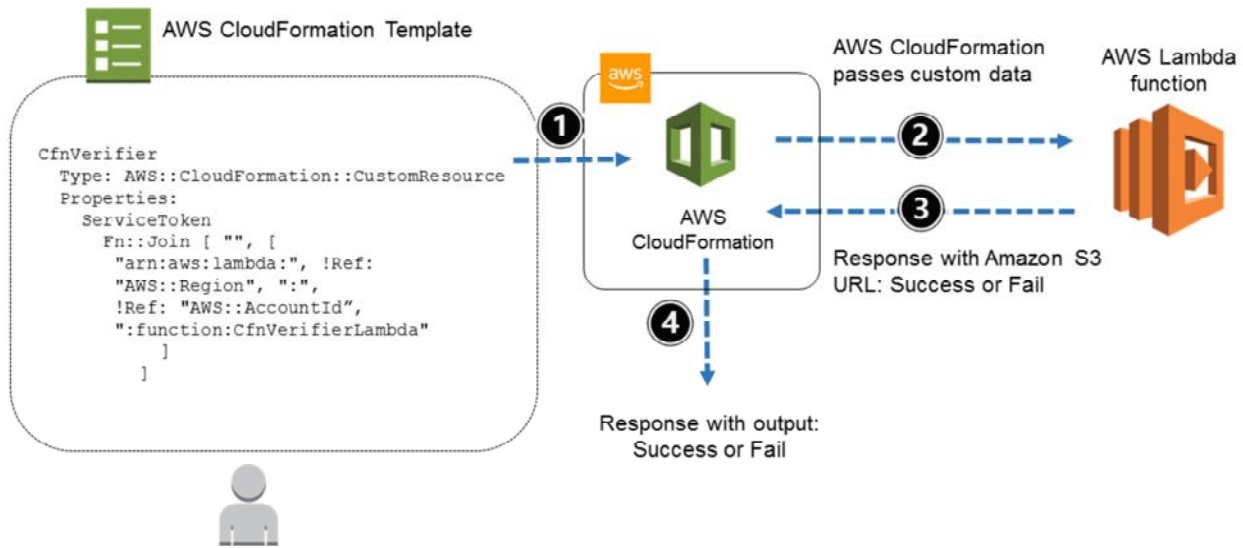 AWS CloudFormation Template
CfnVerifier
Type: AWS::CloudFormation::CustomResource
Properties:
ServiceToken
Fn::Join [ "", [
"arn:aws:lambda:", !Ref:
"AWS::Region", ":",
!Ref: "AWS::AccountId”,
":function:CfnVerifierLambda"
]
]
1
aws
AWS
CloudFormation
AWS CloudFormation
passes custom data
2
AWS Lambda
function
3
Response with Amazon S3
URL: Success or Fail
4
Response with output:
Success or Fail